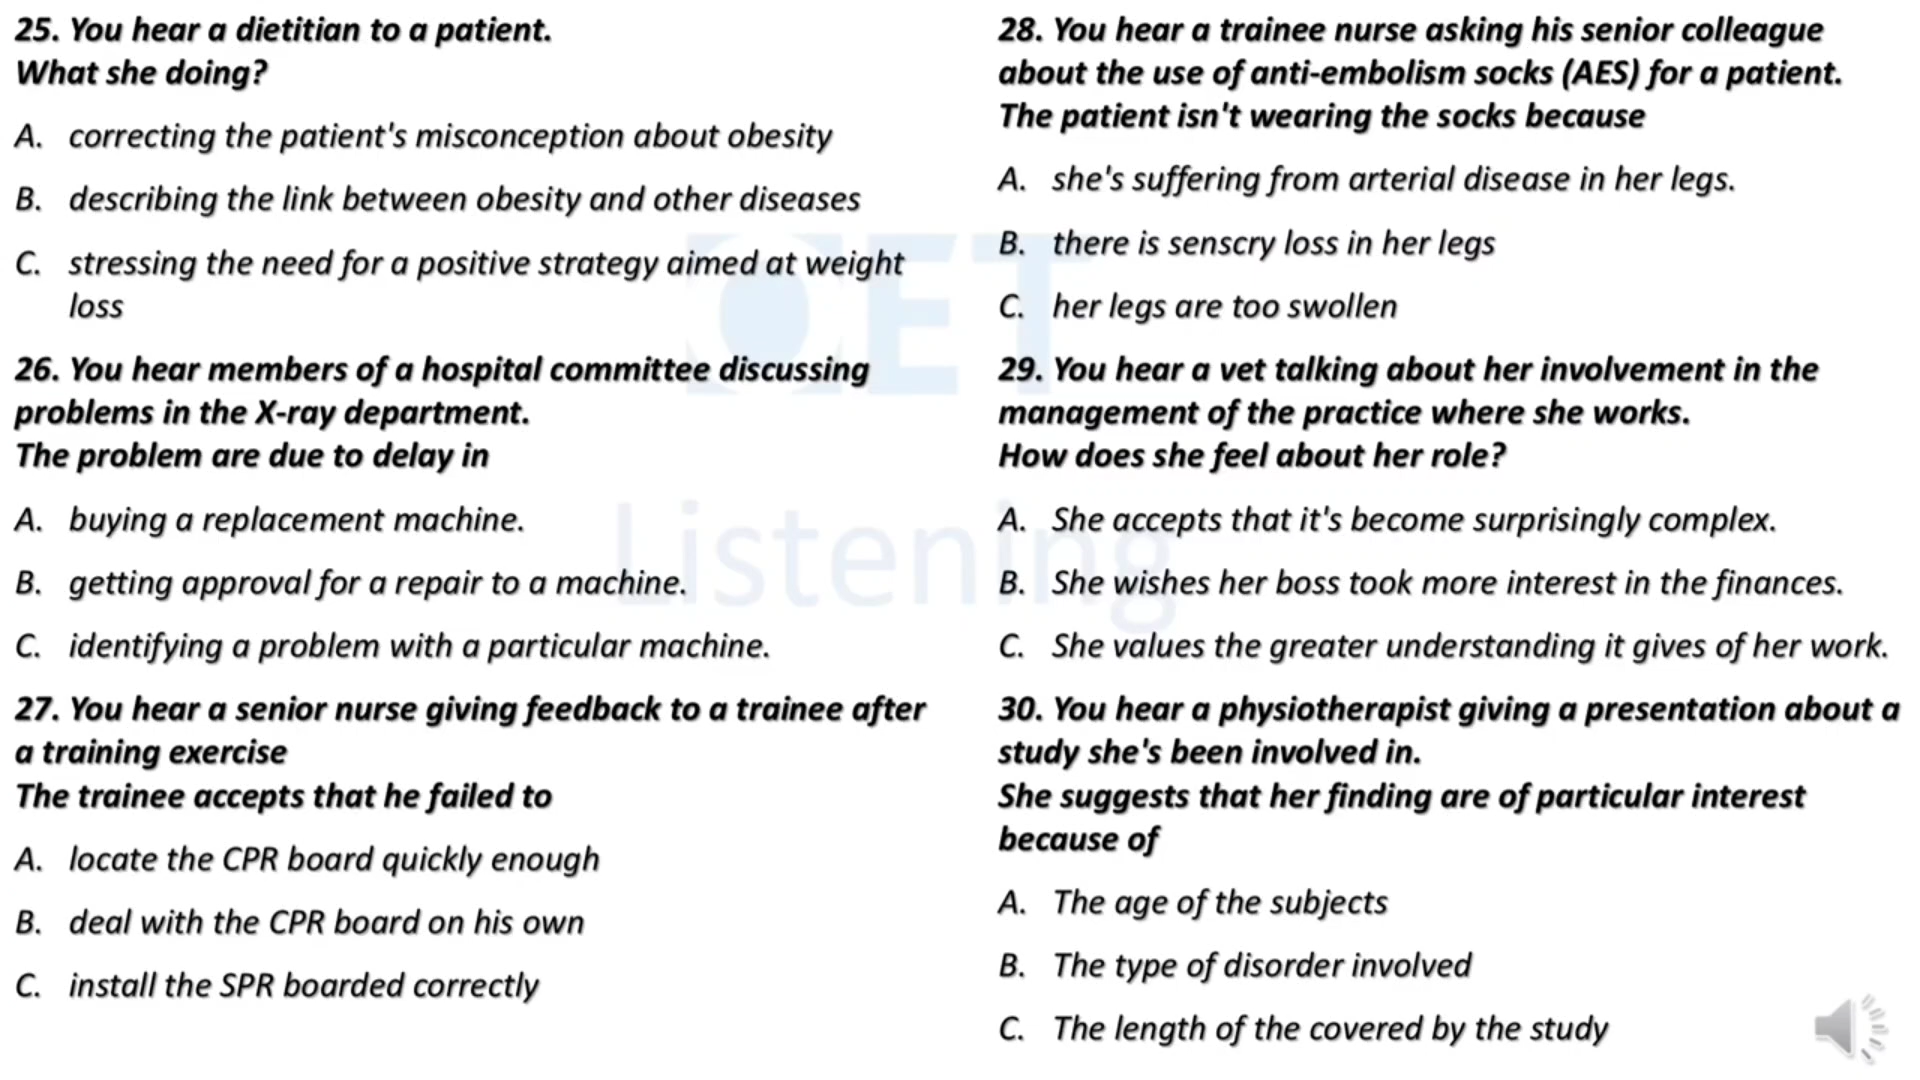 25. You hear a dietitian to a patient.
What she doing?
A. correcting the patient's misconception about obesity
B. describing the link between obesity and other diseases
C. stressing the need for a positive strategy aimed at weight
loss
26. You hear members of a hospital committee discussing
problems in the X-ray department.
The problem are due to delay in
A. buying a replacement machine.
B. getting approval for a repair to a machine.
C. identifying a problem with a particular machine.
27. You hear a senior nurse giving feedback to a trainee after
a training exercise
The trainee accepts that he failed to
A. locate the CPR board quickly enough
B. deal with the CPR board on his own
C. install the SPR boarded correctly
28. You hear a trainee nurse asking his senior colleague
about the use of anti-embolism socks (AES) for a patient.
The patient isn't wearing the socks because
A. she's suffering from arterial disease in her legs.
B. there is senscry loss in her legs
C. her legs are too swollen
29. You hear a vet talking about her involvement in the
management of the practice where she works.
How does she feel about her role?
A. She accepts that it's become surprisingly complex.
B. She wishes her boss took more interest in the finances.
C. She values the greater understanding it gives of her work.
30. You hear a physiotherapist giving a presentation about a
study she's been involved in.
She suggests that her finding are of particular interest
because of
A. The age of the subjects
B. The type of disorder involved
C. The length of the covered by the study
OET
Listening